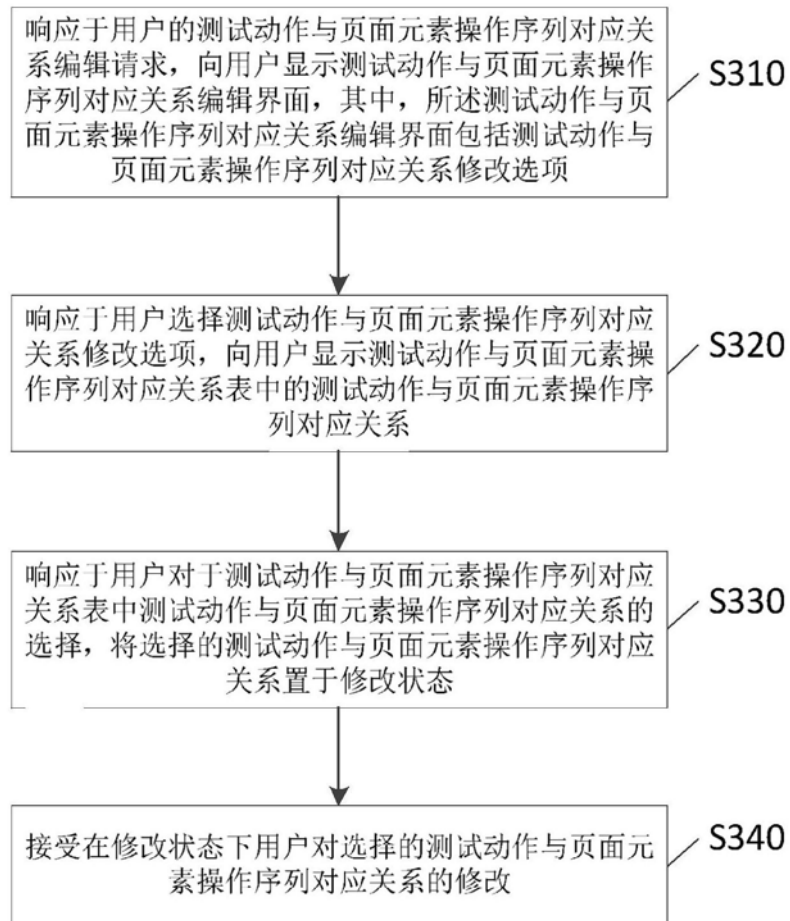 响应于用户的测试动作与页面元素操作序列对应关
系编辑请求，向用户显示测试动作与页面元素操作
序列对应关系编辑界面，其中，所述测试动作与页
面元素操作序列对应关系编辑界面包括测试动作与
页面元素操作序列对应关系修改选项
S310
响应于用户选择测试动作与页面元素操作序列对应
关系修改选项，向用户显示测试动作与页面元素操
作序列对应关系表中的测试动作与页面元素操作序
列对应关系
S320
响应于用户对于测试动作与页面元素操作序列对应
关系表中测试动作与页面元素操作序列对应关系的
选择，将选择的测试动作与页面元素操作序列对应
关系置于修改状态
S330
接受在修改状态下用户对选择的测试动作与页面元
素操作序列对应关系的修改
S340